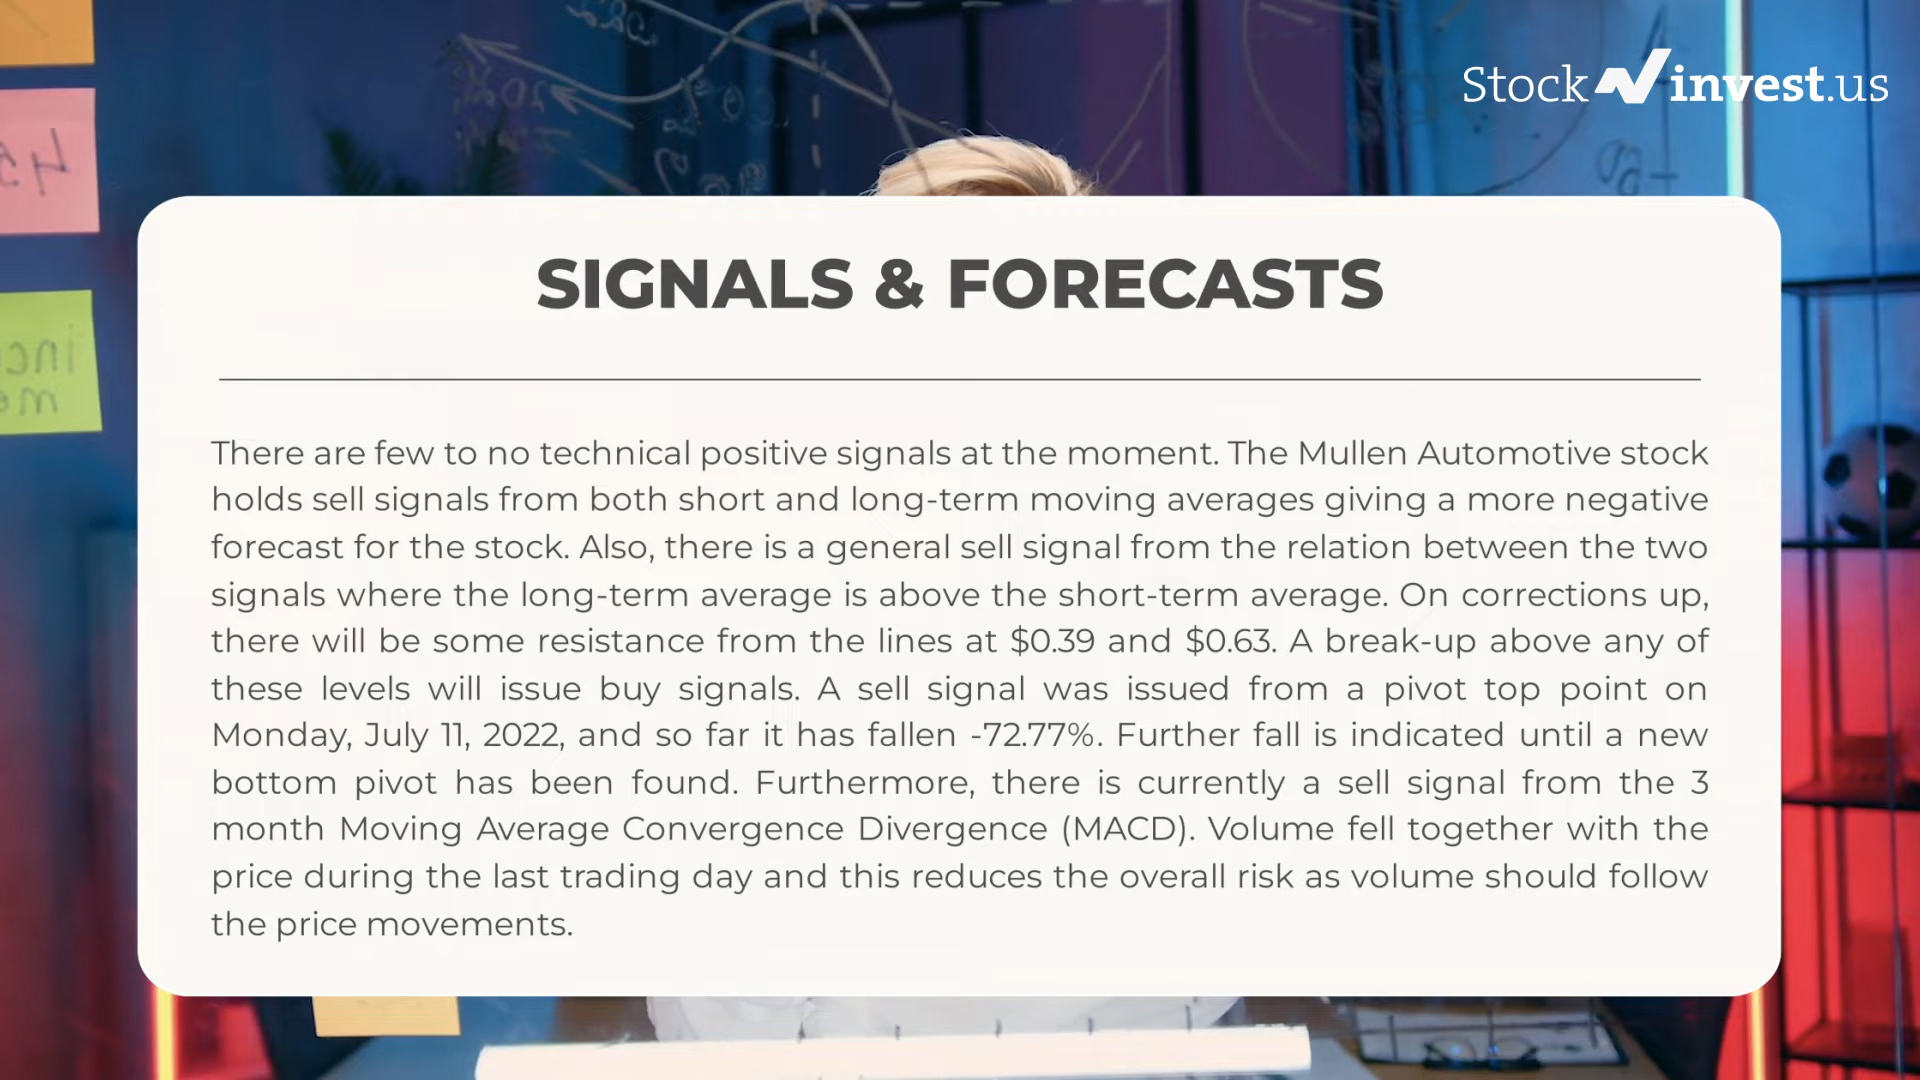 Stock invest.us
45
SIGNALS & FORECASTS
There are few to no technical positive signals at the moment. The Mullen Automotive stock
holds sell signals from both short and long-term moving averages giving a more negative
forecast for the stock. Also, there is a general sell signal from the relation between the two
signals where the long-term average is above the short-term average. On corrections up,
there will be some resistance from the lines at $0.39 and $0.63. A break-up above any of
these levels will issue buy signals. A sell signal was issued from a pivot top point on
Monday, July 11, 2022, and so far it has fallen -72.77%. Further fall is indicated until a new
bottom pivot has been found. Furthermore, there is currently a sell signal from the 3
month Moving Average Convergence Divergence (MACD). Volume fell together with the
price during the last trading day and this reduces the overall risk as volume should follow
the price movements.